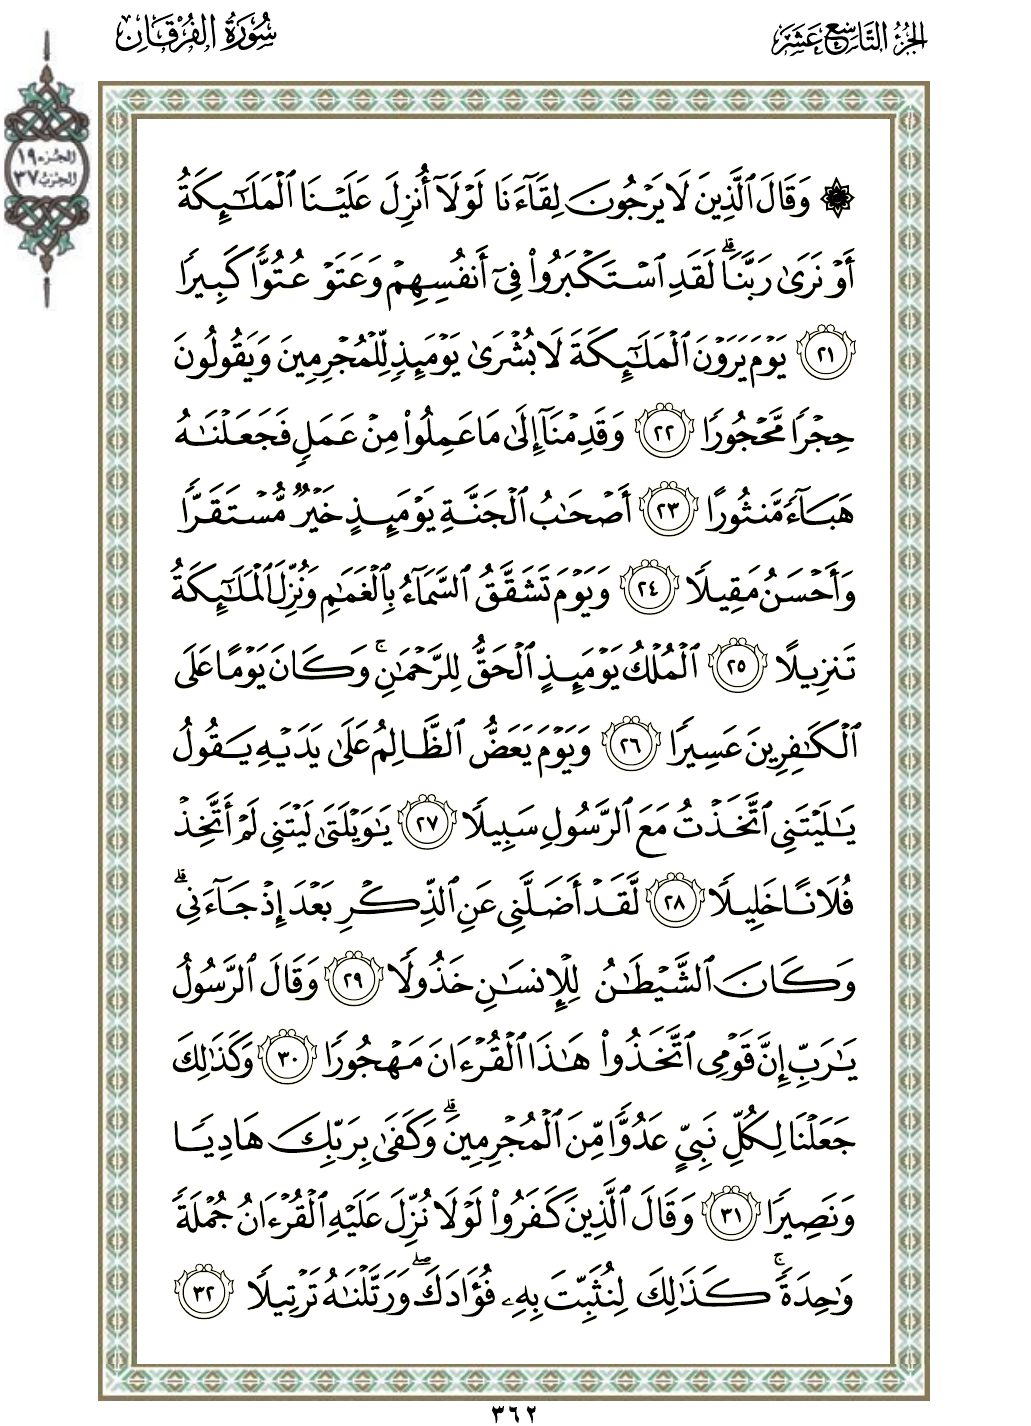 الجزء التاسع عشر
سورة الفرقان
الجزء ١٩
الحزب ٣٧
۞ وَقَالَ ٱلَّذِينَ لَا يَرْجُونَ لِقَآءَنَا لَوْلَآ أُنزِلَ عَلَيْنَا ٱلْمَلَـٰٓئِكَةُ
أَوْ نَرَىٰ رَبَّنَا ۗ لَقَدِ ٱسْتَكْبَرُوا۟ فِىٓ أَنفُسِهِمْ وَعَتَوْ عُتُوًّا كَبِيرًا
٢١ يَوْمَ يَرَوْنَ ٱلْمَلَـٰٓئِكَةَ لَا بُشْرَىٰ يَوْمَئِذٍ لِّلْمُجْرِمِينَ وَيَقُولُونَ
حِجْرًا مَّحْجُورًا ٢٢ وَقَدِمْنَآ إِلَىٰ مَا عَمِلُوا۟ مِنْ عَمَلٍ فَجَعَلْنَـٰهُ
هَبَآءً مَّنثُورًا ٢٣ أَصْحَـٰبُ ٱلْجَنَّةِ يَوْمَئِذٍ خَيْرٌ مُّسْتَقَرًّا
وَأَحْسَنُ مَقِيلًا ٢٤ وَيَوْمَ تَشَقَّقُ ٱلسَّمَآءُ بِٱلْغَمَـٰمِ وَنُزِّلَ ٱلْمَلَـٰٓئِكَةُ
تَنزِيلًا ٢٥ ٱلْمُلْكُ يَوْمَئِذٍ ٱلْحَقُّ لِلرَّحْمَـٰنِ ۚ وَكَانَ يَوْمًا عَلَى
ٱلْكَـٰفِرِينَ عَسِيرًا ٢٦ وَيَوْمَ يَعَضُّ ٱلظَّالِمُ عَلَىٰ يَدَيْهِ يَقُولُ
يَـٰلَيْتَنِى ٱتَّخَذْتُ مَعَ ٱلرَّسُولِ سَبِيلًا ٢٧ يَـٰوَيْلَتَىٰ لَيْتَنِى لَمْ أَتَّخِذْ
فُلَانًا خَلِيلًا ٢٨ لَّقَدْ أَضَلَّنِى عَنِ ٱلذِّكْرِ بَعْدَ إِذْ جَآءَنِى ۗ
وَكَانَ ٱلشَّيْطَـٰنُ لِلْإِنسَـٰنِ خَذُولًا ٢٩ وَقَالَ ٱلرَّسُولُ
يَـٰرَبِّ إِنَّ قَوْمِى ٱتَّخَذُوا۟ هَـٰذَا ٱلْقُرْءَانَ مَهْجُورًا ٣٠ وَكَذَٰلِكَ
جَعَلْنَا لِكُلِّ نَبِىٍّ عَدُوًّا مِّنَ ٱلْمُجْرِمِينَ ۗ وَكَفَىٰ بِرَبِّكَ هَادِيًا
وَنَصِيرًا ٣١ وَقَالَ ٱلَّذِينَ كَفَرُوا۟ لَوْلَا نُزِّلَ عَلَيْهِ ٱلْقُرْءَانُ جُمْلَةً
وَٰحِدَةً ۚ كَذَٰلِكَ لِنُثَبِّتَ بِهِۦ فُؤَادَكَ ۖ وَرَتَّلْنَـٰهُ تَرْتِيلًا ٣٢
٣٦٢